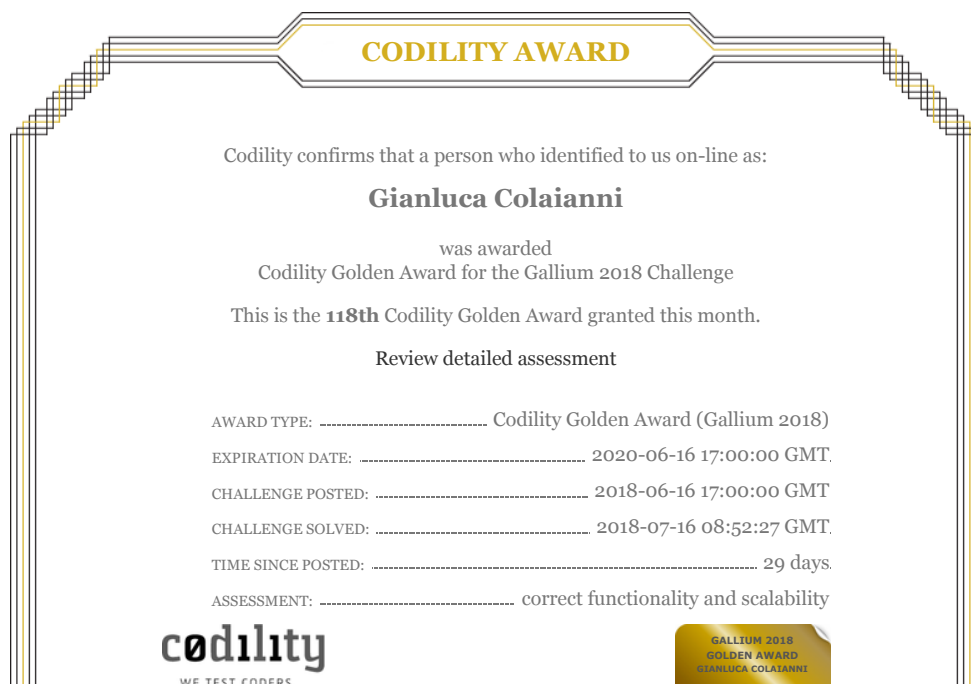 CODILITY AWARD
Codility confirms that a person who identified to us on-line as:
Gianluca Colaianni
was awarded
Codility Golden Award for the Gallium 2018 Challenge
This is the 118th Codility Golden Award granted this month.
Review detailed assessment
AWARD TYPE: Codility Golden Award (Gallium 2018)
EXPIRATION DATE: 2020-06-16 17:00:00 GMT
CHALLENGE POSTED: 2018-06-16 17:00:00 GMT
CHALLENGE SOLVED: 2018-07-16 08:52:27 GMT
TIME SINCE POSTED: 29 days
ASSESSMENT: correct functionality and scalability
codility
WE TEST CODERS
GALLIUM 2018
GOLDEN AWARD
GIANLUCA COLAIANNI